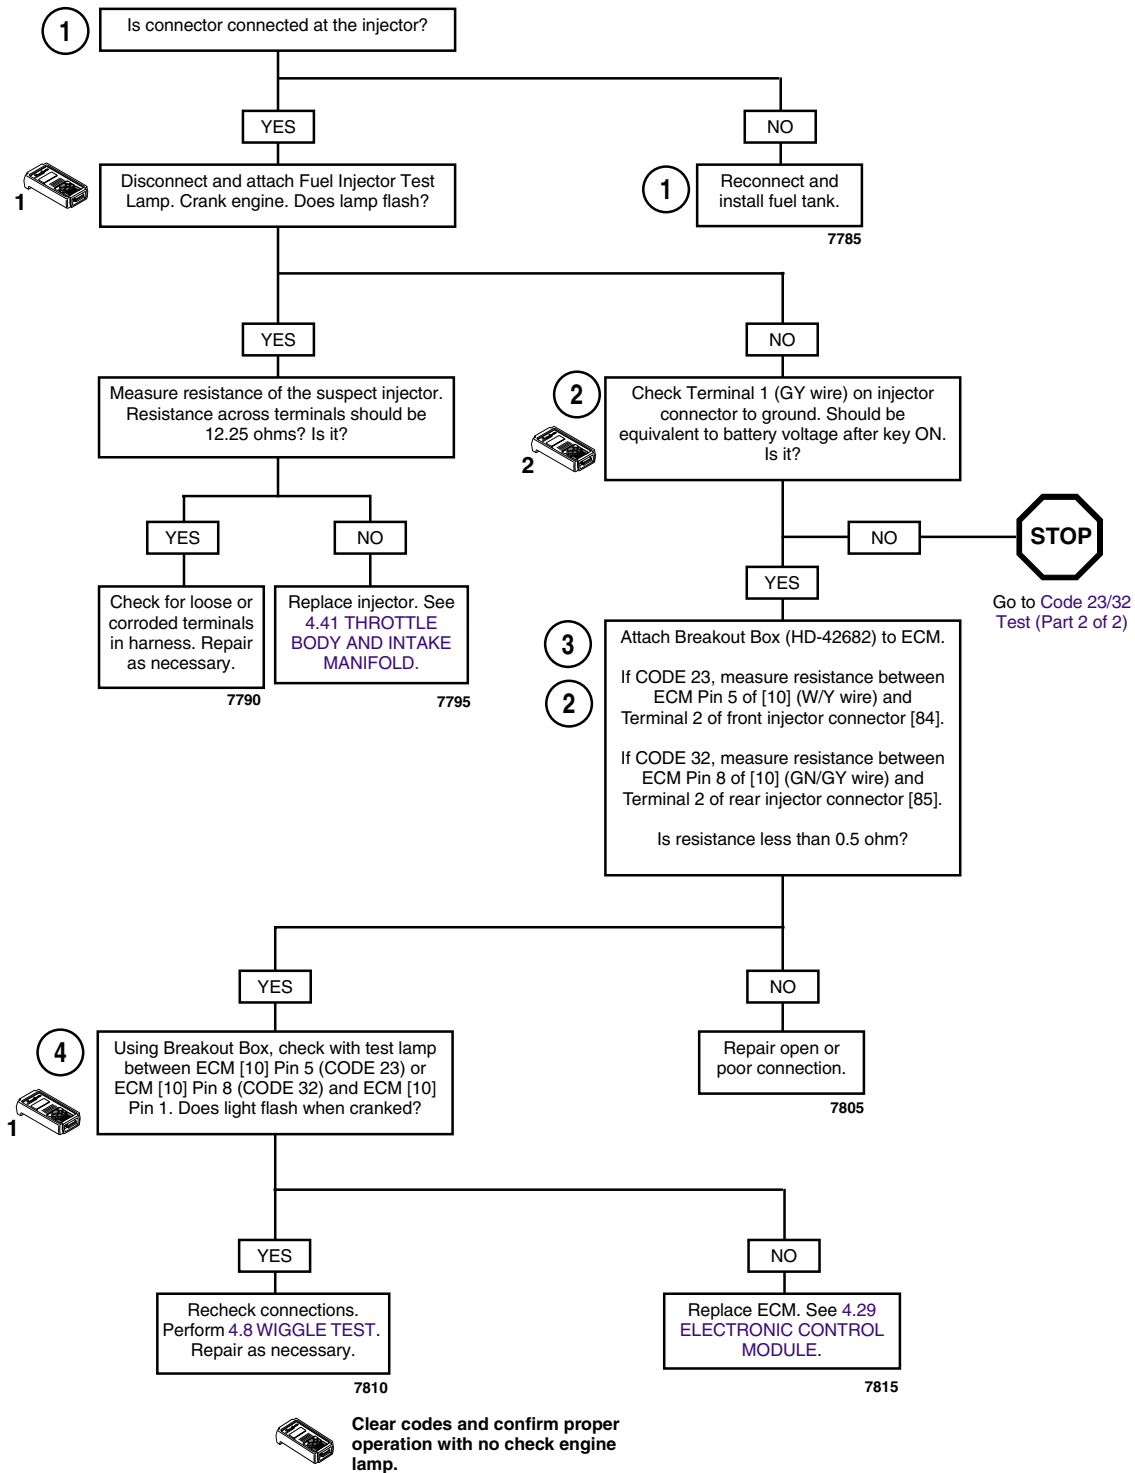 1
Is connector connected at the injector?
YES
NO
1
Disconnect and attach Fuel Injector Test
Lamp. Crank engine. Does lamp flash?
1
Reconnect and
install fuel tank.
7785
YES
NO
Measure resistance of the suspect injector.
Resistance across terminals should be
12.25 ohms? Is it?
2
2
Check Terminal 1 (GY wire) on injector
connector to ground. Should be
equivalent to battery voltage after key ON.
Is it?
YES
NO
NO
STOP
Go to Code 23/32
Test (Part 2 of 2)
YES
Check for loose or
corroded terminals
in harness. Repair
as necessary.
7790
Replace injector. See
4.41 THROTTLE
BODY AND INTAKE
MANIFOLD.
7795
3
2
Attach Breakout Box (HD-42682) to ECM.
If CODE 23, measure resistance between
ECM Pin 5 of [10] (W/Y wire) and
Terminal 2 of front injector connector [84].
If CODE 32, measure resistance between
ECM Pin 8 of [10] (GN/GY wire) and
Terminal 2 of rear injector connector [85].
Is resistance less than 0.5 ohm?
YES
NO
4
1
Using Breakout Box, check with test lamp
between ECM [10] Pin 5 (CODE 23) or
ECM [10] Pin 8 (CODE 32) and ECM [10]
Pin 1. Does light flash when cranked?
Repair open or
poor connection.
7805
YES
NO
Recheck connections.
Perform 4.8 WIGGLE TEST.
Repair as necessary.
7810
Replace ECM. See 4.29
ELECTRONIC CONTROL
MODULE.
7815
Clear codes and confirm proper
operation with no check engine
lamp.